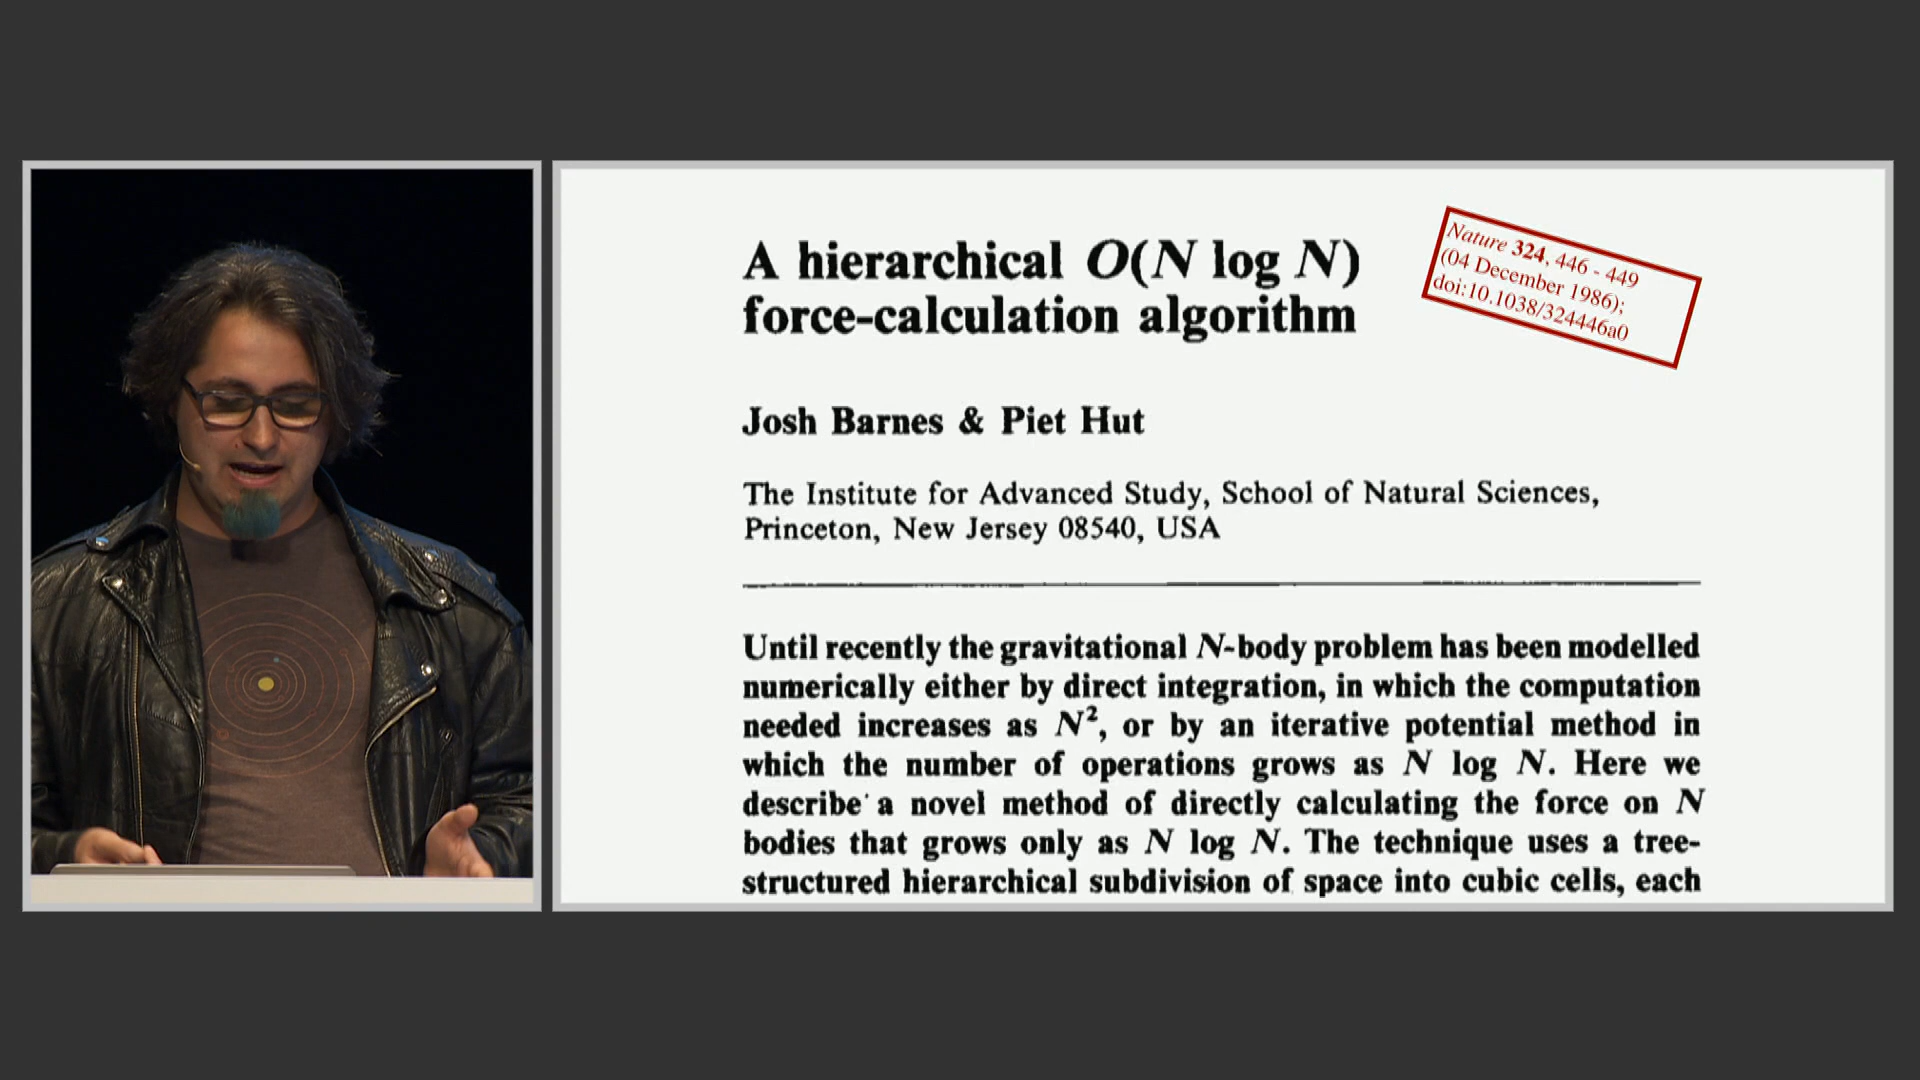 A hierarchical O(N log N)
force-calculation algorithm
Nature 324, 446 - 449
(04 December 1986);
doi:10.1038/324446a0
Josh Barnes & Piet Hut
The Institute for Advanced Study, School of Natural Sciences,
Princeton, New Jersey 08540, USA
Until recently the gravitational N-body problem has been modelled
numerically either by direct integration, in which the computation
needed increases as N², or by an iterative potential method in
which the number of operations grows as N log N. Here we
describe a novel method of directly calculating the force on N
bodies that grows only as N log N. The technique uses a tree-
structured hierarchical subdivision of space into cubic cells, each